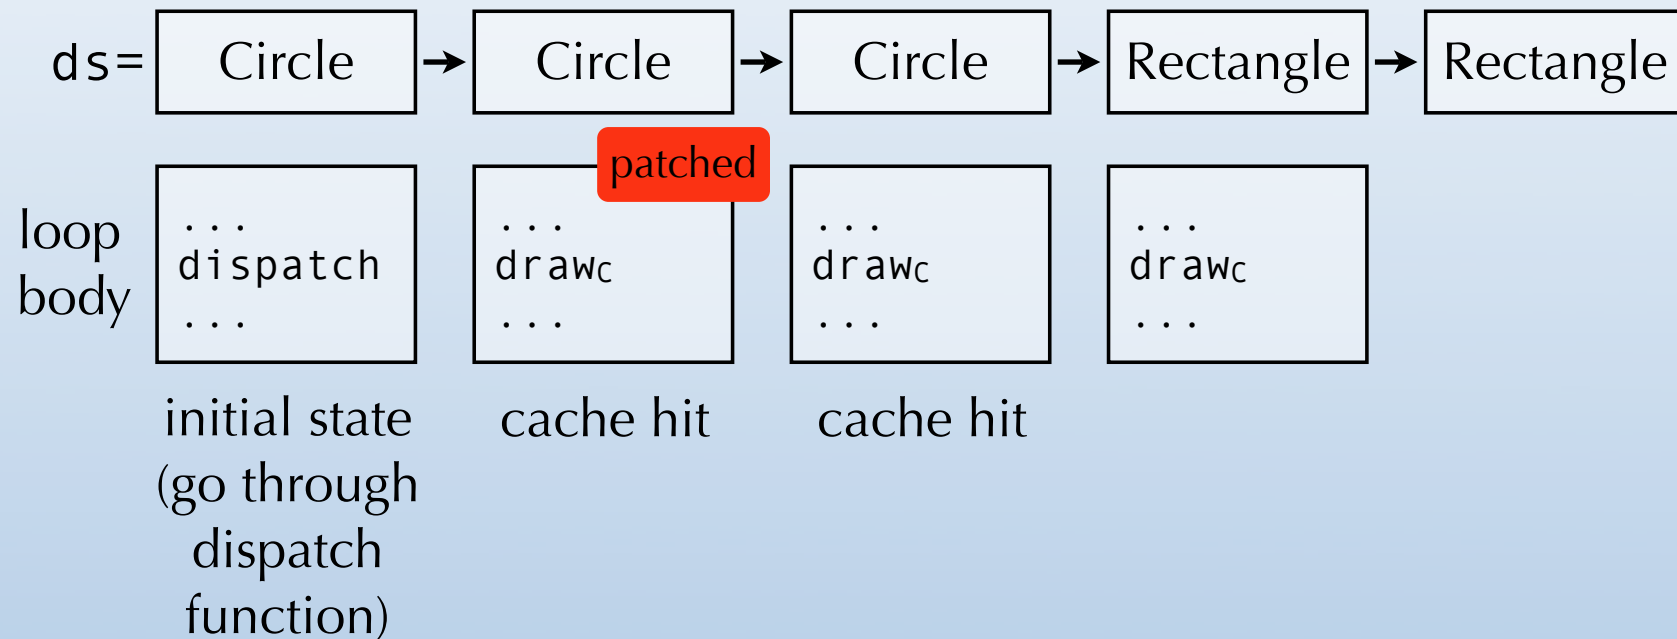 ds= Circle Circle Circle Rectangle Rectangle
patched
loop
body
... ... ... ...
dispatch drawC drawC drawC
... ... ... ...
initial state cache hit cache hit
(go through
dispatch
function)